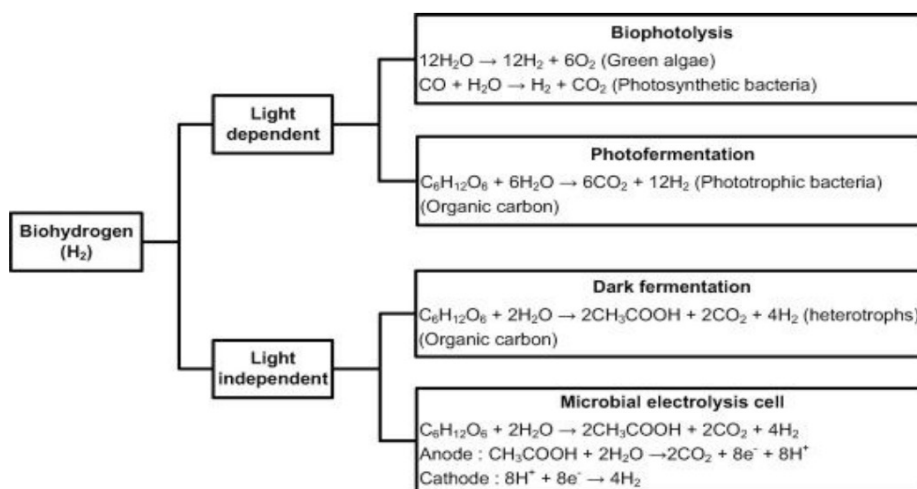 Biohydrogen
(H₂)
Light
dependent
Light
independent
Biophotolysis
12H₂O → 12H₂ + 6O₂ (Green algae)
CO + H₂O → H₂ + CO₂ (Photosynthetic bacteria)
Photofermentation
C₆H₁₂O₆ + 6H₂O → 6CO₂ + 12H₂ (Phototrophic bacteria)
(Organic carbon)
Dark fermentation
C₆H₁₂O₆ + 2H₂O → 2CH₃COOH + 2CO₂ + 4H₂ (heterotrophs)
(Organic carbon)
Microbial electrolysis cell
C₆H₁₂O₆ + 2H₂O → 2CH₃COOH + 2CO₂ + 4H₂
Anode : CH₃COOH + 2H₂O →2CO₂ + 8e⁻ + 8H⁺
Cathode : 8H⁺ + 8e⁻ → 4H₂